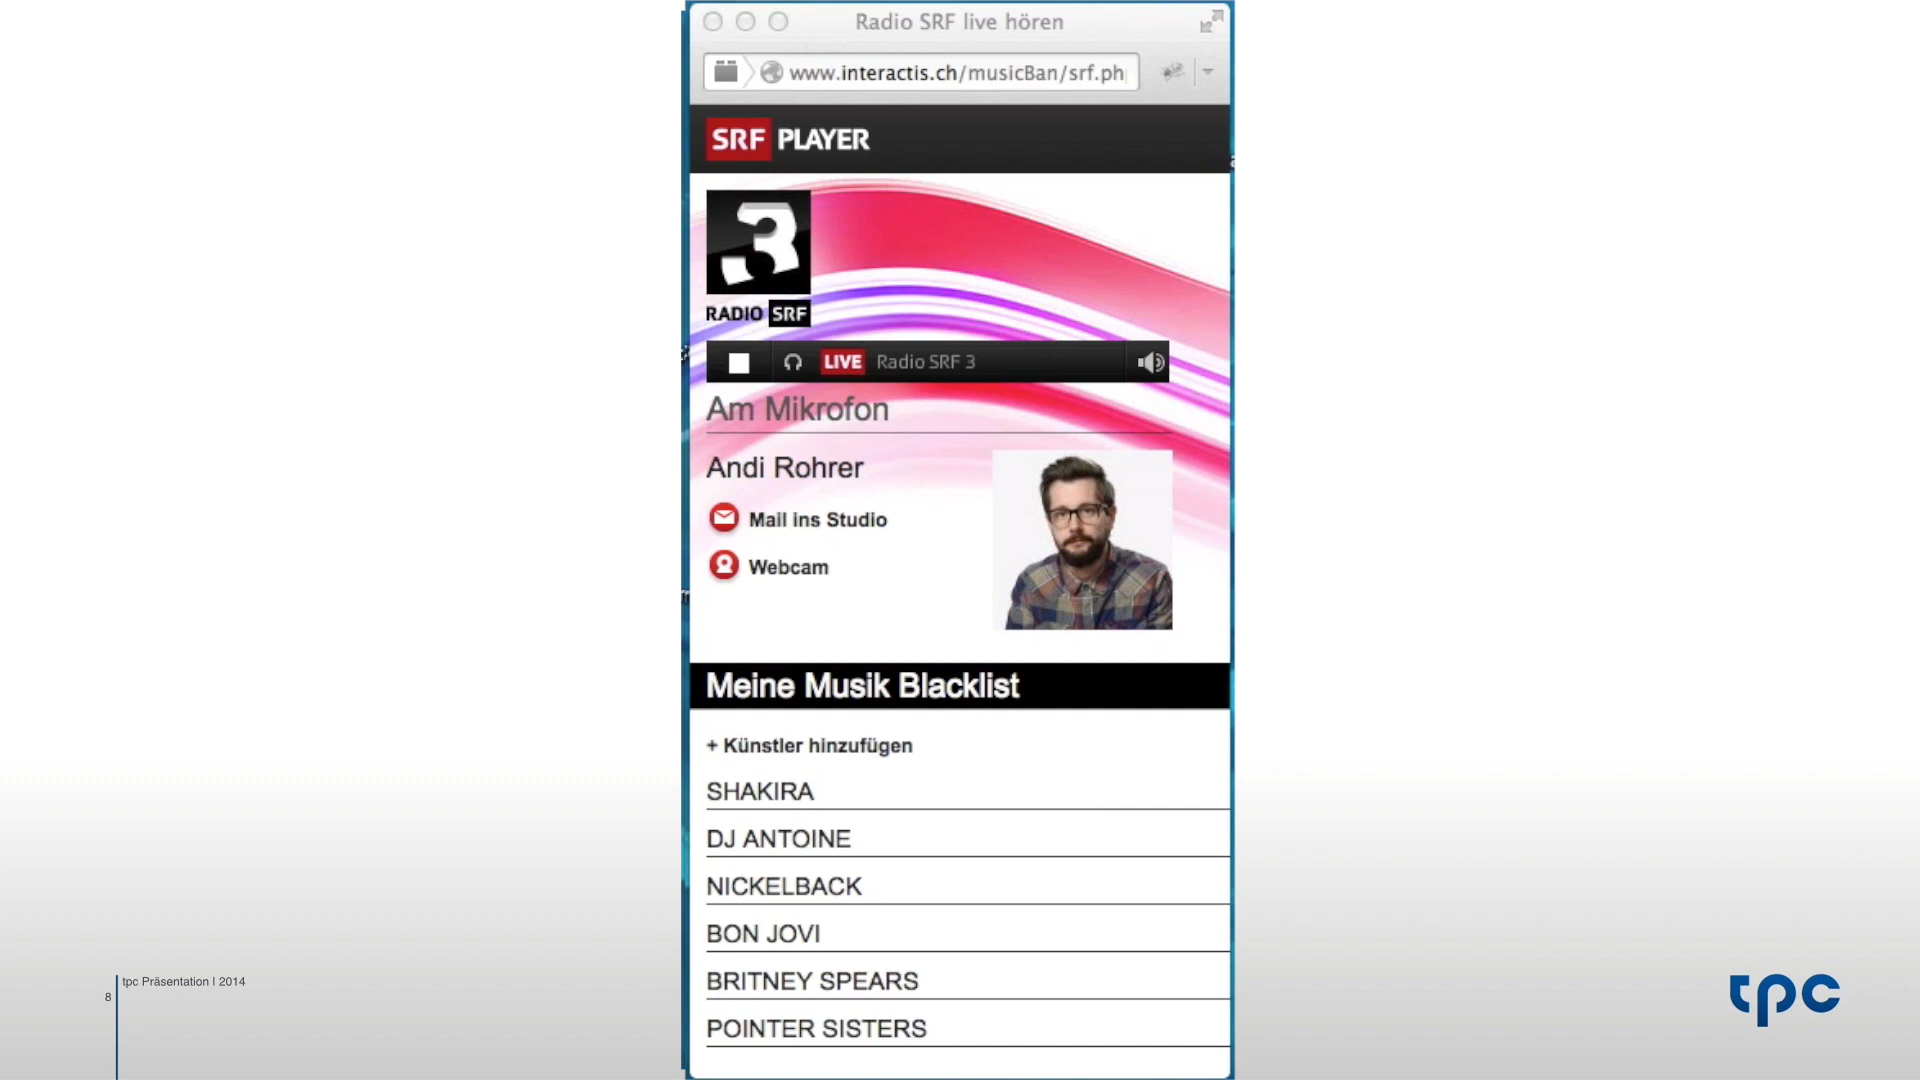 Radio SRF live hören
www.interactis.ch/musicBan/srf.ph
SRF PLAYER
3
RADIO SRF
LIVE Radio SRF 3
Am Mikrofon
Andi Rohrer
Mail ins Studio
Webcam
Meine Musik Blacklist
+ Künstler hinzufügen
SHAKIRA
DJ ANTOINE
NICKELBACK
BON JOVI
BRITNEY SPEARS
POINTER SISTERS
tpc Präsentation | 2014
8
tpc